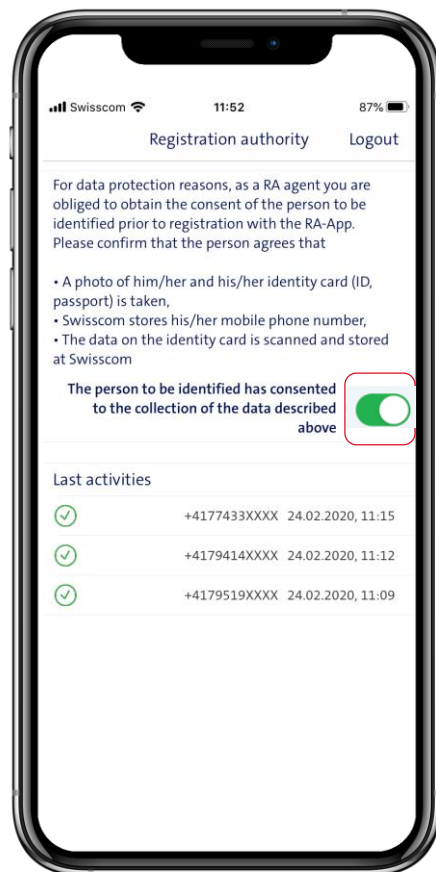 Swisscom 11:52 87%
Registration authority Logout
For data protection reasons, as a RA agent you are
obliged to obtain the consent of the person to be
identified prior to registration with the RA-App.
Please confirm that the person agrees that
• A photo of him/her and his/her identity card (ID,
passport) is taken,
• Swisscom stores his/her mobile phone number,
• The data on the identity card is scanned and stored
at Swisscom
The person to be identified has consented
to the collection of the data described
above
Last activities
+4177433XXXX 24.02.2020, 11:15
+4179414XXXX 24.02.2020, 11:12
+4179519XXXX 24.02.2020, 11:09